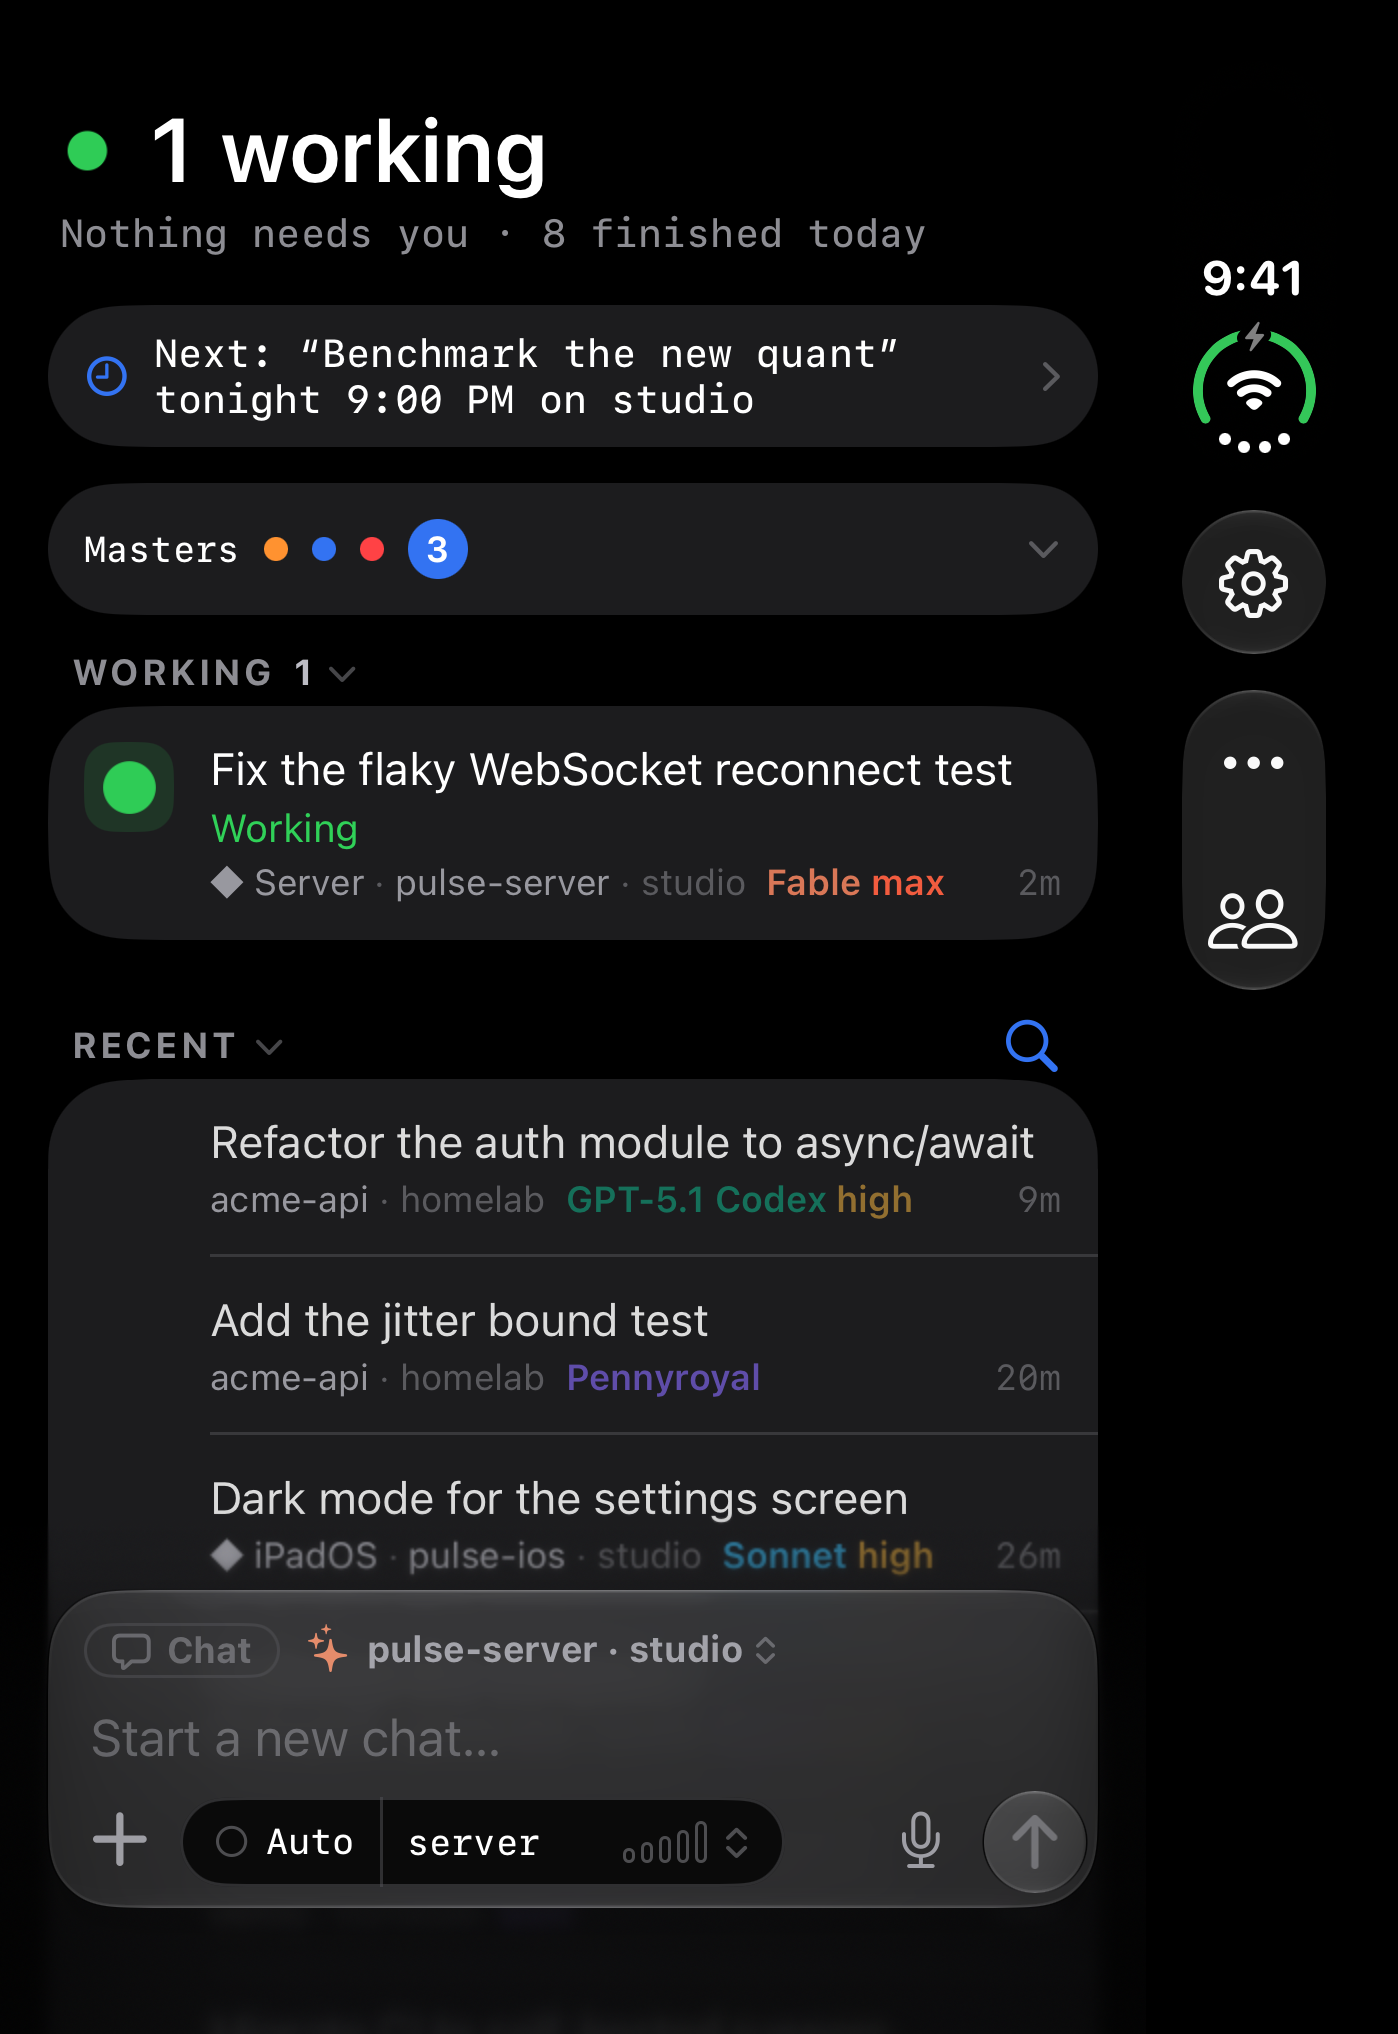 1 working
Nothing needs you · 8 finished today
9:41
Next: “Benchmark the new quant”
tonight 9:00 PM on studio
Masters 3
WORKING 1
Fix the flaky WebSocket reconnect test
Working
Server · pulse-server · studio Fable max 2m
RECENT
Refactor the auth module to async/await
acme-api · homelab GPT-5.1 Codex high 9m
Add the jitter bound test
acme-api · homelab Pennyroyal 20m
Dark mode for the settings screen
iPadOS · pulse-ios · studio Sonnet high 26m
Chat pulse-server · studio
Start a new chat...
Auto server